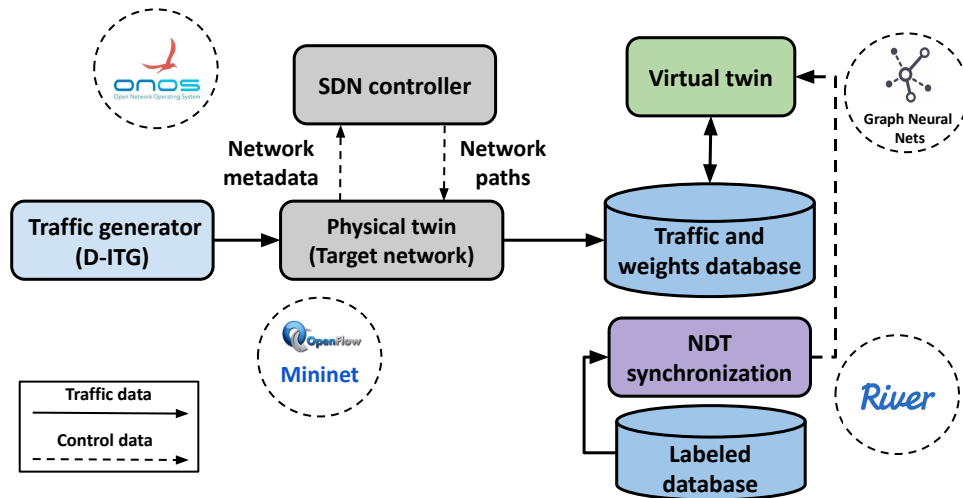 onos
Open Network Operating System
SDN controller
Virtual twin
Graph Neural
Nets
Network
metadata
Network
paths
Traffic generator
(D-ITG)
Physical twin
(Target network)
Traffic and
weights database
OpenFlow
Mininet
NDT
synchronization
River
Traffic data
Control data
Labeled
database